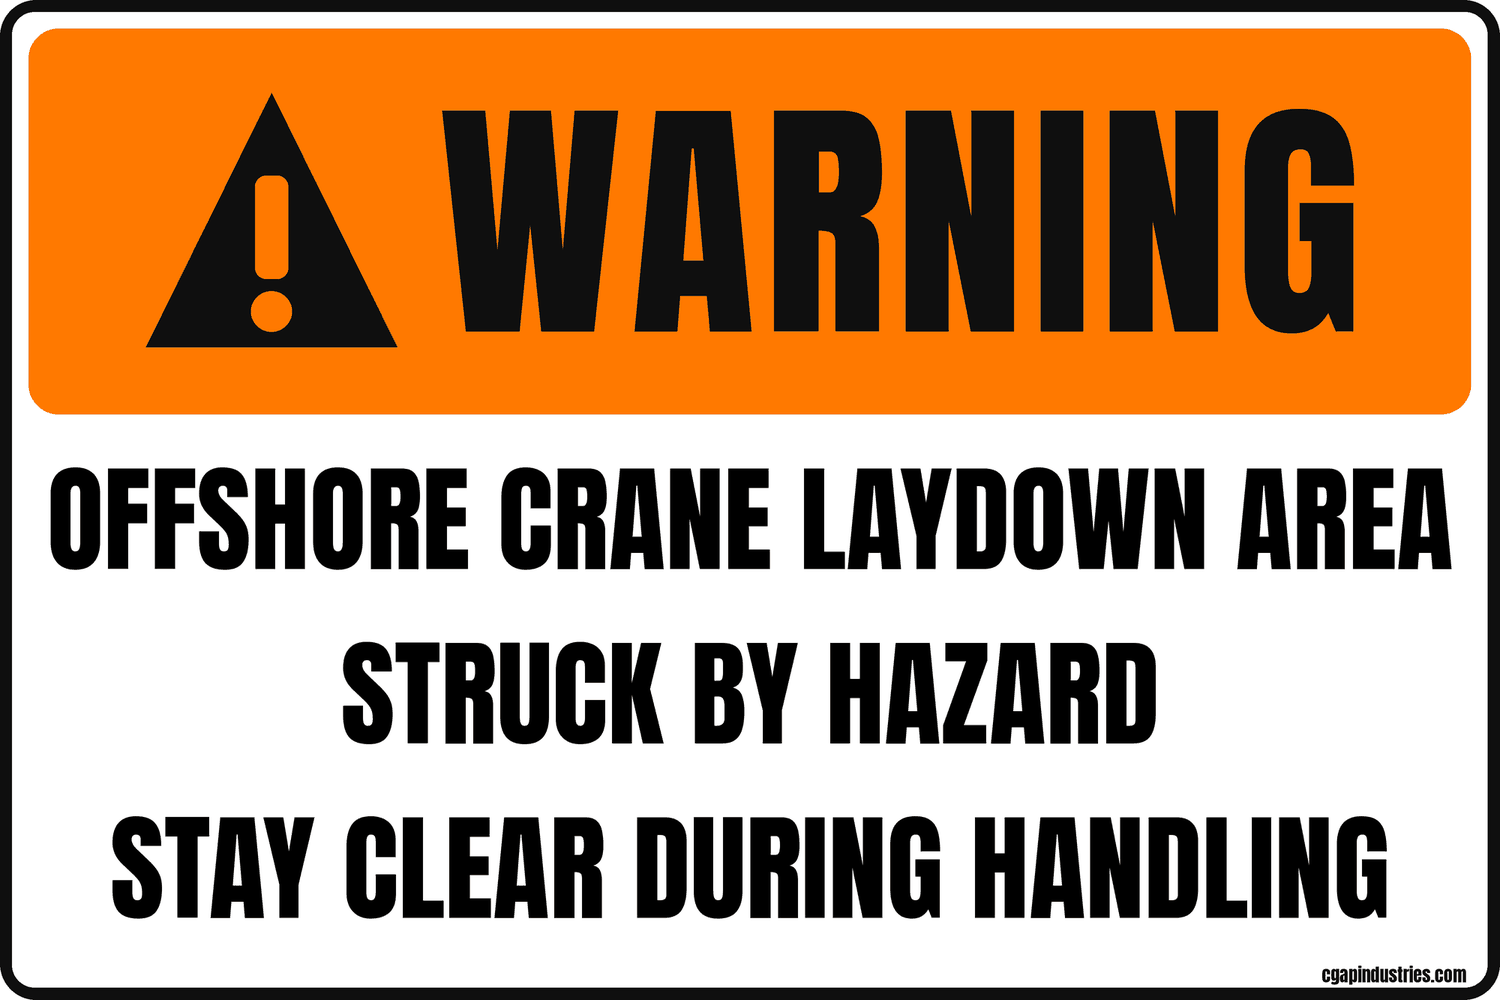 WARNING
OFFSHORE CRANE LAYDOWN AREA
STRUCK BY HAZARD
STAY CLEAR DURING HANDLING
cgapindustries.com